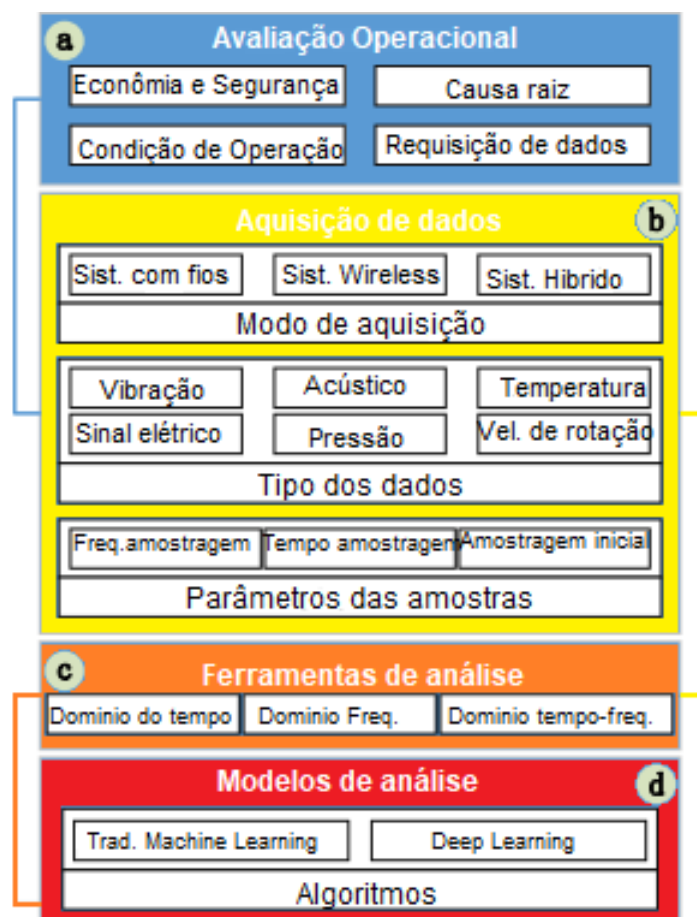 a
Avaliação Operacional
Econômia e Segurança
Causa raiz
Condição de Operação
Requisição de dados
Aquisição de dados
b
Sist. com fios
Sist. Wireless
Sist. Hibrido
Modo de aquisição
Vibração
Acústico
Temperatura
Sinal elétrico
Pressão
Vel. de rotação
Tipo dos dados
Freq.amostragem
Tempo amostragem
Amostragem inicial
Parâmetros das amostras
c
Ferramentas de análise
Dominio do tempo
Dominio Freq.
Dominio tempo-freq.
Modelos de análise
d
Trad. Machine Learning
Deep Learning
Algoritmos